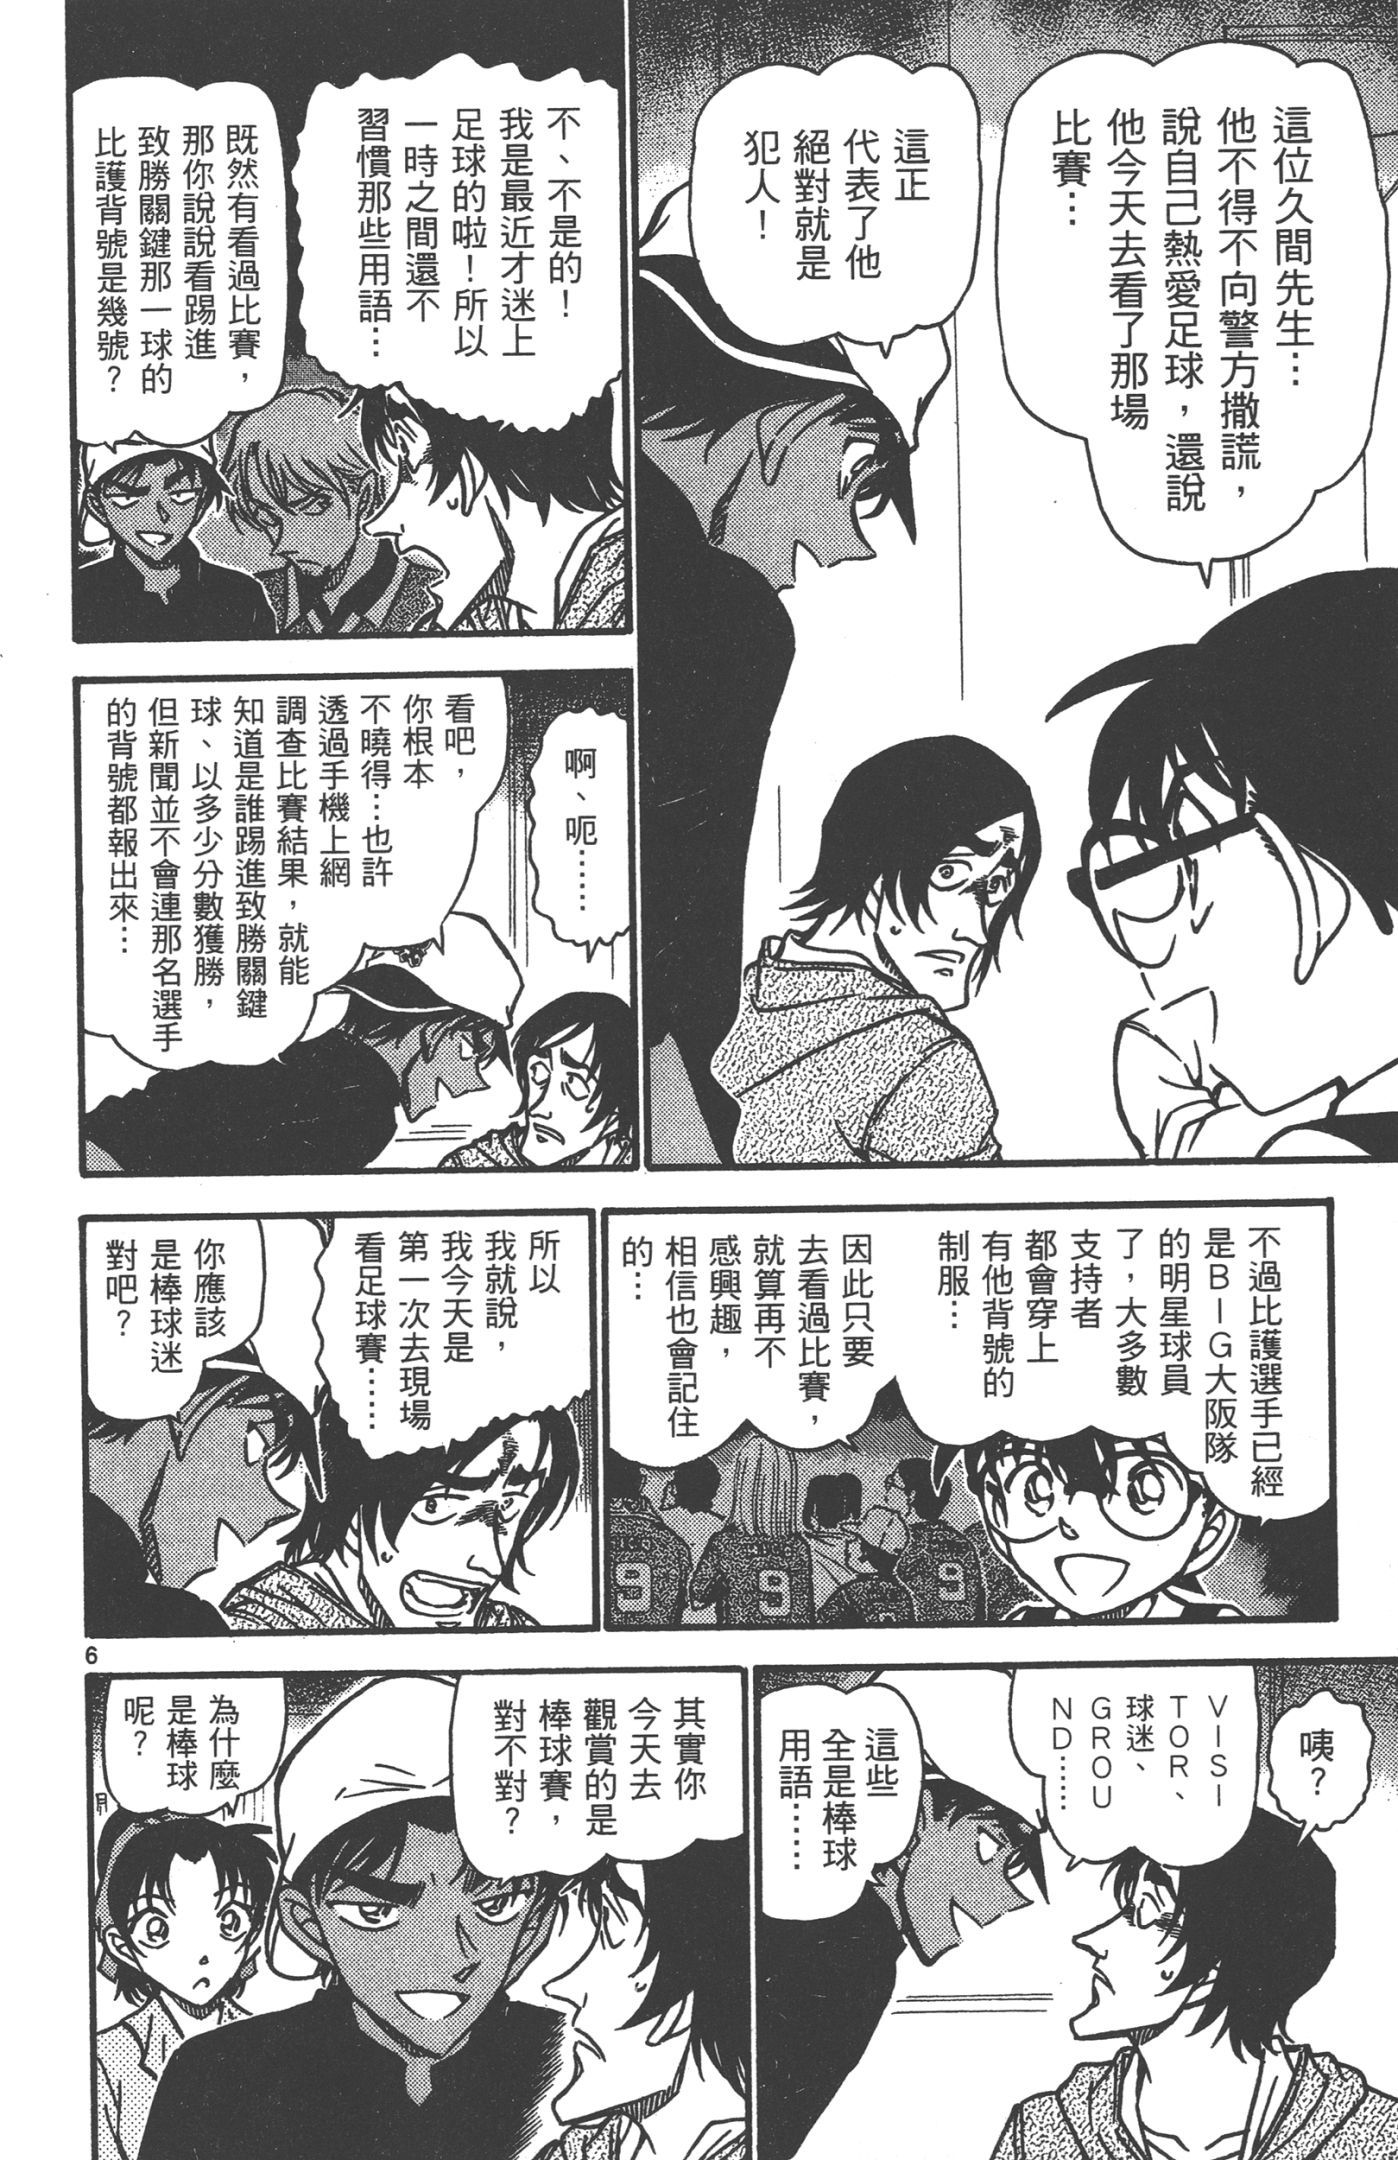 這位久間先生…
他不得不向警方撒謊，
說自己熱愛足球，還說
他今天去看了那場
比賽…
這正
代表了他
絕對就是
犯人！
不、不是的！
我是最近才迷上
足球的啦！所以
一時之間還不
習慣那些用語…
既然有看過比賽，
那你說說看踢進
致勝關鍵那一球的
比護背號是幾號？
啊、呃……
看吧，
你根本
不曉得…也許
透過手機上網
調查比賽結果，就能
知道是誰踢進致勝關鍵
球、以多少分數獲勝，
但新聞並不會連那名選手
的背號都報出來…
不過比護選手已經
是BIG大阪隊
的明星球員
了，大多數
支持者
都會穿上
有他背號的
制服…
因此只要
去看過比賽，
就算再不
感興趣，
相信也會記住
的…
9
9
9
所以
我就說，
我今天是
第一次去現場
看足球賽……
你應該
是棒球迷
對吧？
咦？
VISI
TOR、
球迷、
GROU
ND……
這些
全是棒球
用語……
其實你
今天去
觀賞的是
棒球賽，
對不對？
為什麼
是棒球
呢？
6